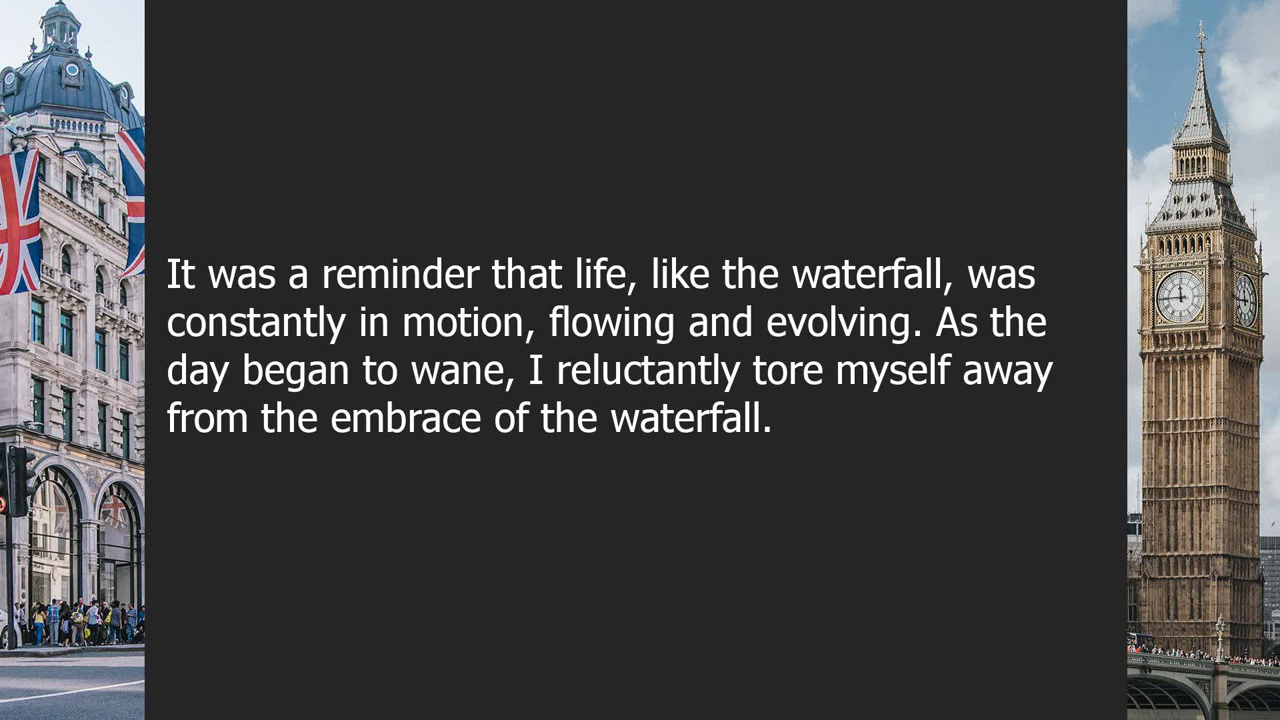 It was a reminder that life, like the waterfall, was
constantly in motion, flowing and evolving. As the
day began to wane, I reluctantly tore myself away
from the embrace of the waterfall.